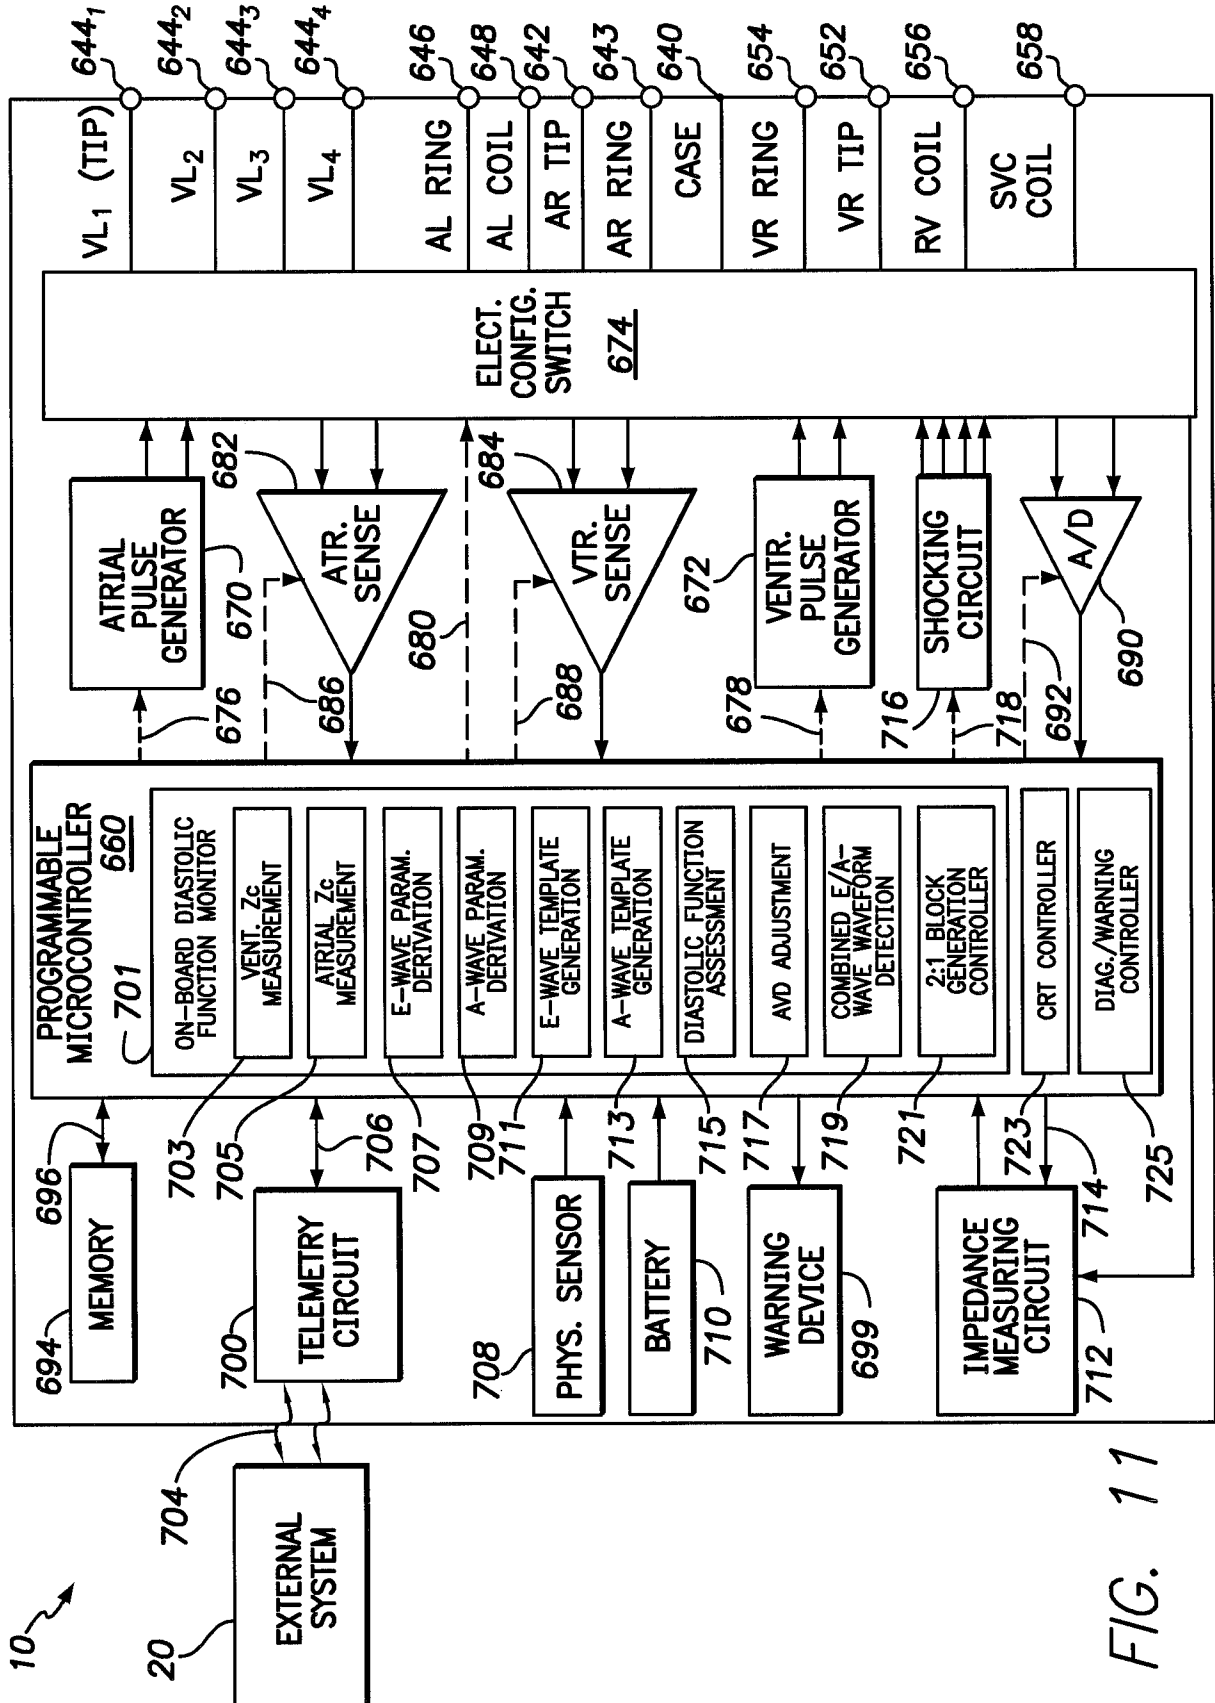 10
20
EXTERNAL
SYSTEM
704
694
MEMORY
696
700
TELEMETRY
CIRCUIT
706
708
PHYS. SENSOR
BATTERY
710
WARNING
DEVICE
699
IMPEDANCE
MEASURING
CIRCUIT
712
714
PROGRAMMABLE
MICROCONTROLLER
660
701
ON-BOARD DIASTOLIC
FUNCTION MONITOR
703
VENT. Zc
MEASUREMENT
705
ATRIAL Zc
MEASUREMENT
707
E-WAVE PARAM.
DERIVATION
709
A-WAVE PARAM.
DERIVATION
711
E-WAVE TEMPLATE
GENERATION
713
A-WAVE TEMPLATE
GENERATION
715
DIASTOLIC FUNCTION
ASSESSMENT
717
AVD ADJUSTMENT
719
COMBINED E/A-
WAVE WAVEFORM
DETECTION
721
2:1 BLOCK
GENERATION
CONTROLLER
723
CRT CONTROLLER
725
DIAG./WARNING
CONTROLLER
676
ATRIAL
PULSE
GENERATOR
670
682
ATR.
SENSE
686
680
684
VTR.
SENSE
688
672
VENTR.
PULSE
GENERATOR
678
SHOCKING
CIRCUIT
716
718
A/D
692
690
ELECT.
CONFIG.
SWITCH
674
VL1 (TIP)
6441
VL2
6442
VL3
6443
VL4
6444
AL RING
646
AL COIL
648
AR TIP
642
AR RING
643
CASE
640
VR RING
654
VR TIP
652
RV COIL
656
SVC
COIL
658
FIG. 11